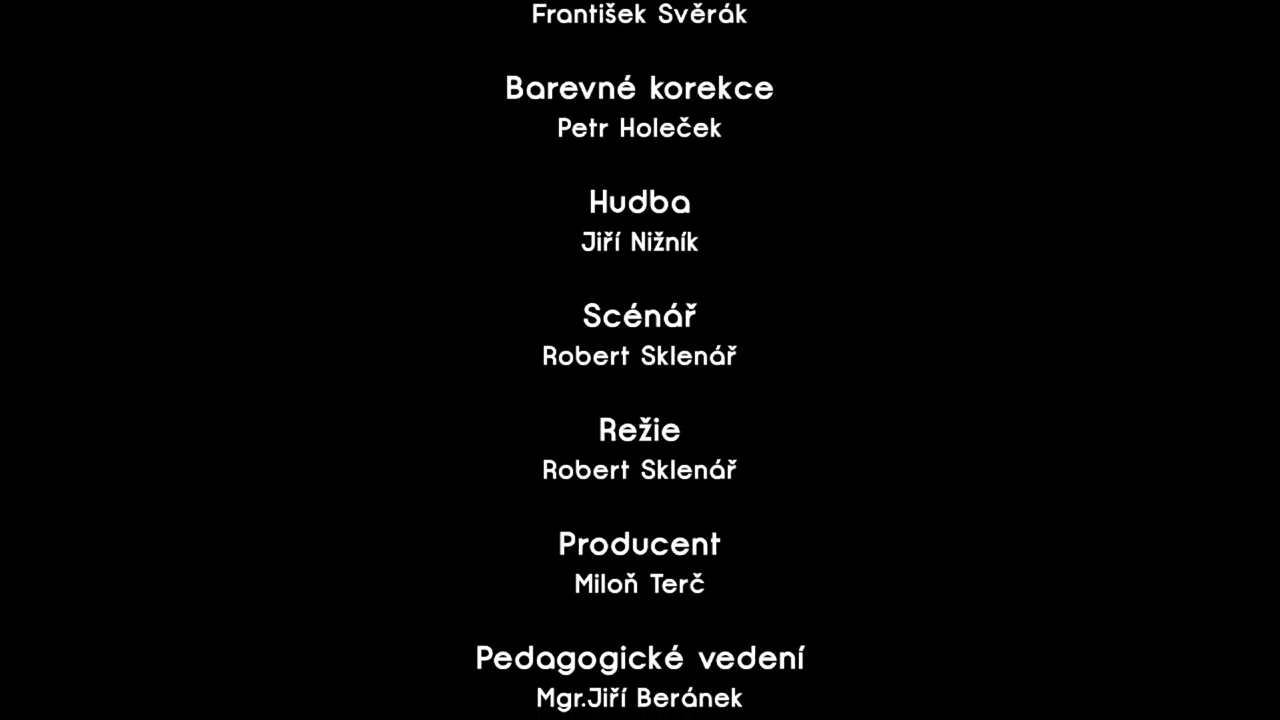 František Svěrák
Barevné korekce
Petr Holeček
Hudba
Jiří Nižník
Scénář
Robert Sklenář
Režie
Robert Sklenář
Producent
Miloň Terč
Pedagogické vedení
Mgr.Jiří Beránek